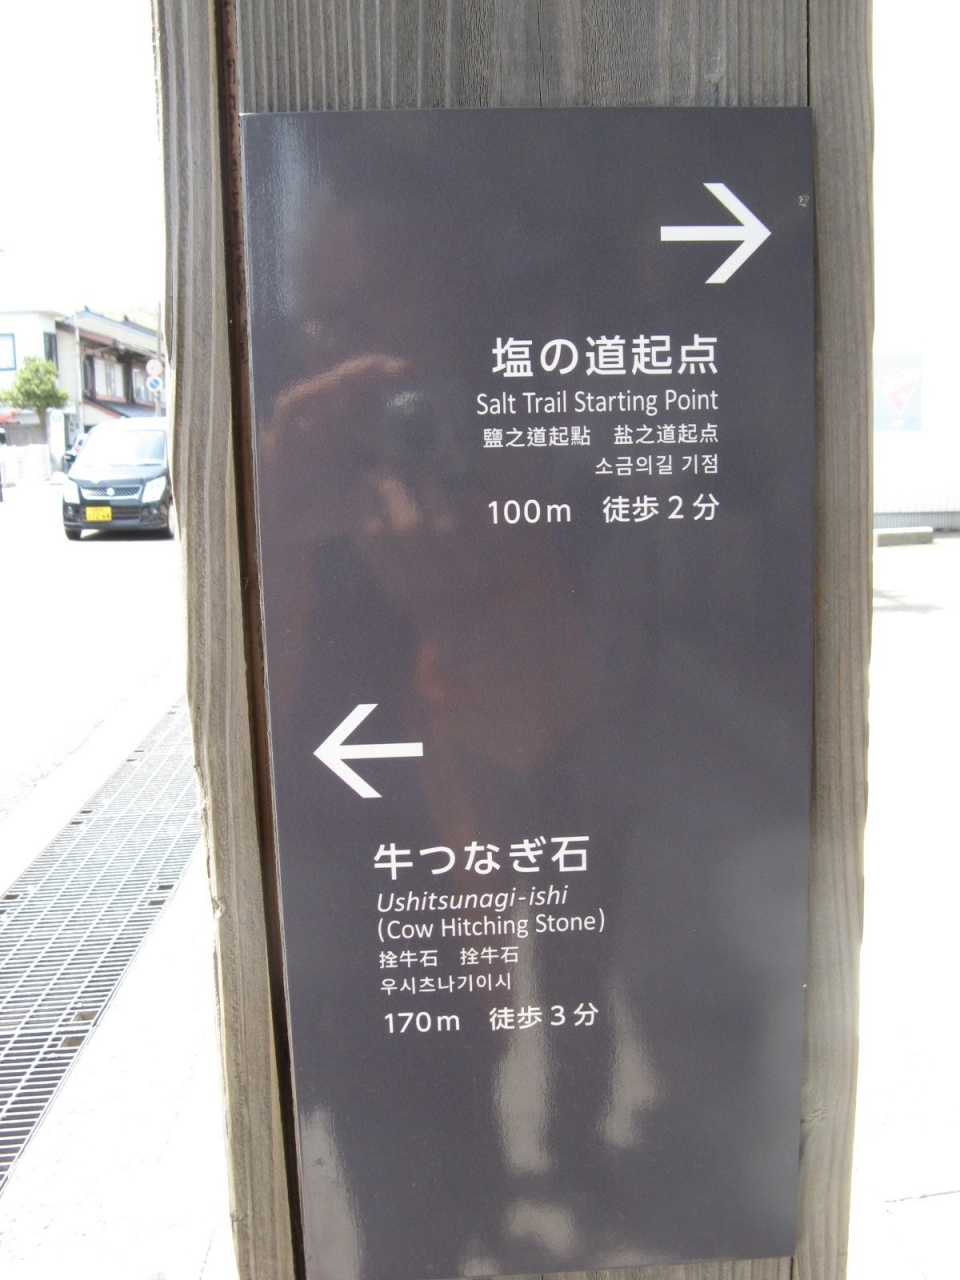 塩の道起点
Salt Trail Starting Point
鹽之道起點　盐之道起点
소금의길 기점
100m　徒歩 2 分
牛つなぎ石
Ushitsunagi-ishi
(Cow Hitching Stone)
拴牛石　拴牛石
우시츠나기이시
170m　徒歩 3 分